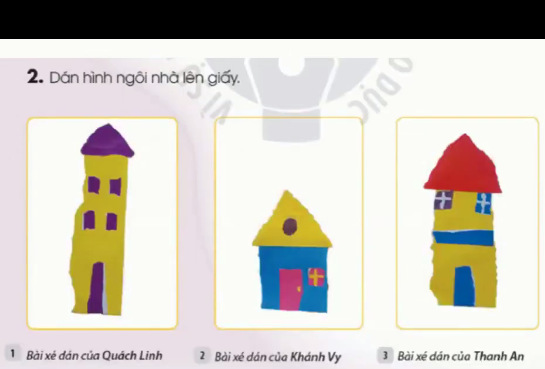 2. Dán hình ngôi nhà lên giấy.
1 Bài xé dán của Quách Linh
2 Bài xé dán của Khánh Vy
3 Bài xé dán của Thanh An